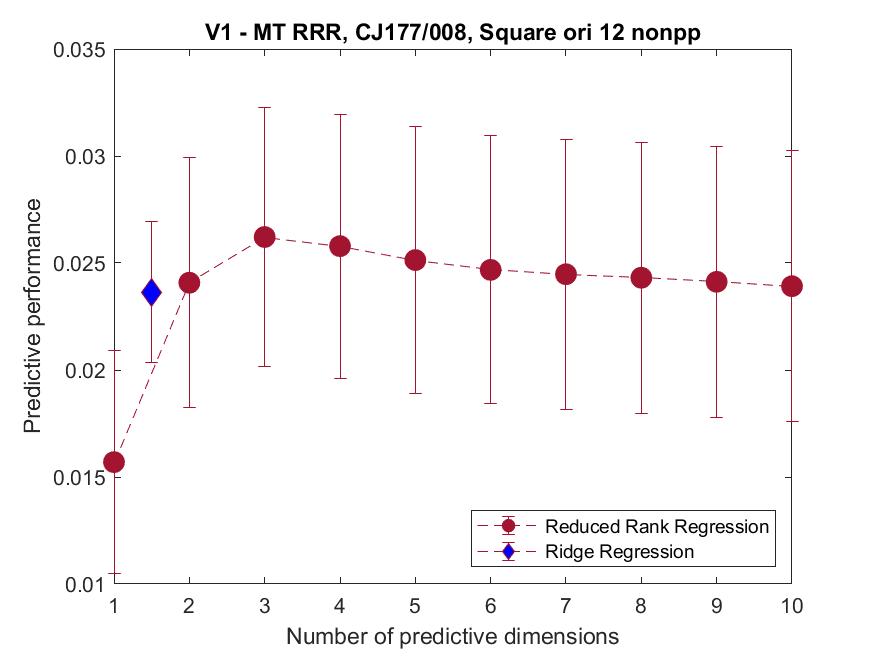 V1 - MT RRR, CJ177/008, Square ori 12 nonpp
0.035
0.03
0.025
0.02
0.015
0.01
Predictive performance
1 2 3 4 5 6 7 8 9 10
Number of predictive dimensions
Reduced Rank Regression
Ridge Regression